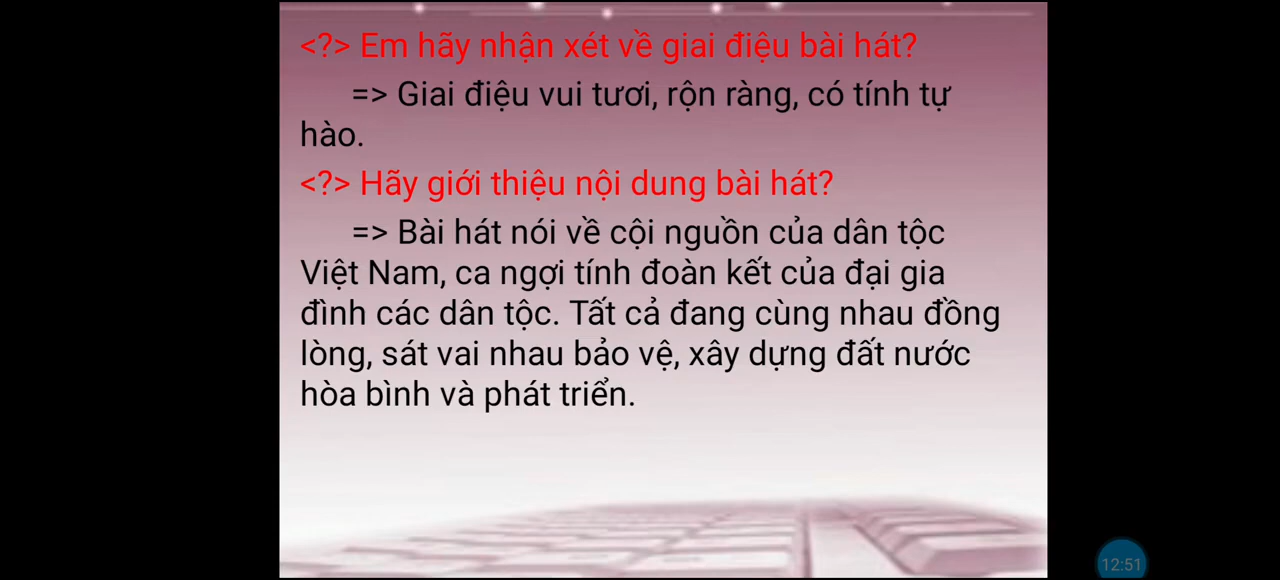 <?> Em hãy nhận xét về giai điệu bài hát?
=> Giai điệu vui tươi, rộn ràng, có tính tự
hào.
<?> Hãy giới thiệu nội dung bài hát?
=> Bài hát nói về cội nguồn của dân tộc
Việt Nam, ca ngợi tính đoàn kết của đại gia
đình các dân tộc. Tất cả đang cùng nhau đồng
lòng, sát vai nhau bảo vệ, xây dựng đất nước
hòa bình và phát triển.
12:51